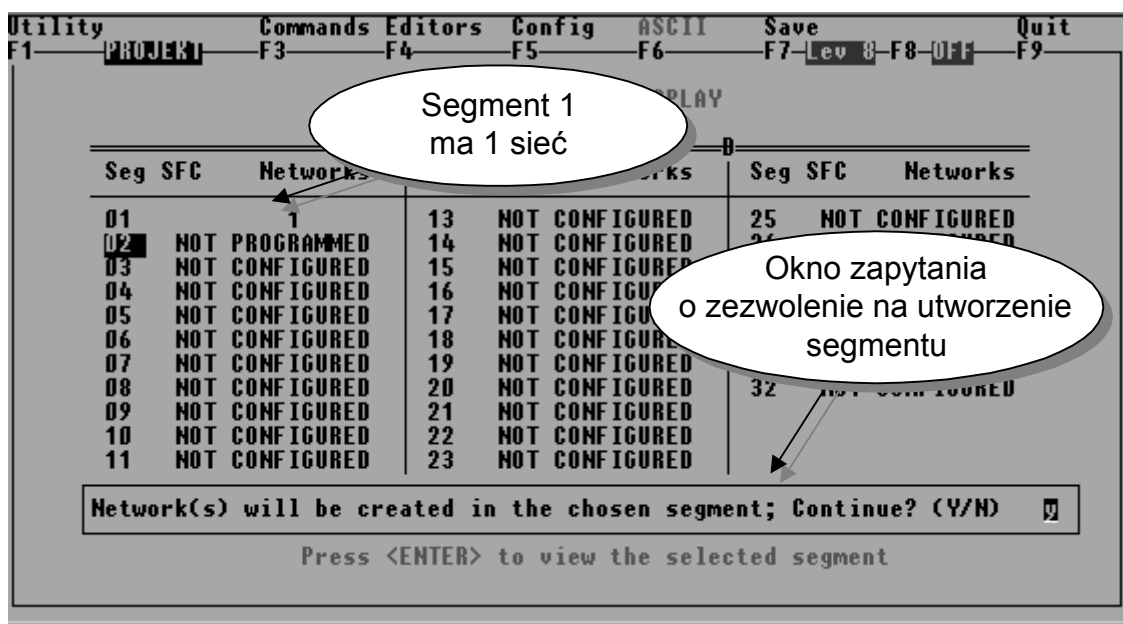 Utility Commands Editors Config ASCII Save Quit
F1 PROJEKT F3 F4 F5 F6 F7 Lev 8 F8 OFF F9
Segment 1
ma 1 sieć
Seg SFC Networks Seg SFC Networks
01 1 13 NOT CONFIGURED 25 NOT CONFIGURED
02 NOT PROGRAMMED 14 NOT CONFIGURED
03 NOT CONFIGURED 15 NOT CONFIGURED
04 NOT CONFIGURED 16 NOT
05 NOT CONFIGURED 17 NOT
06 NOT CONFIGURED 18 NOT
07 NOT CONFIGURED 19 NOT
08 NOT CONFIGURED 20 NOT CONFIGURED 32 NOT CONFIGURED
09 NOT CONFIGURED 21 NOT CONFIGURED
10 NOT CONFIGURED 22 NOT CONFIGURED
11 NOT CONFIGURED 23 NOT CONFIGURED
Okno zapytania
o zezwolenie na utworzenie
segmentu
Network(s) will be created in the chosen segment; Continue? (Y/N) y
Press <ENTER> to view the selected segment